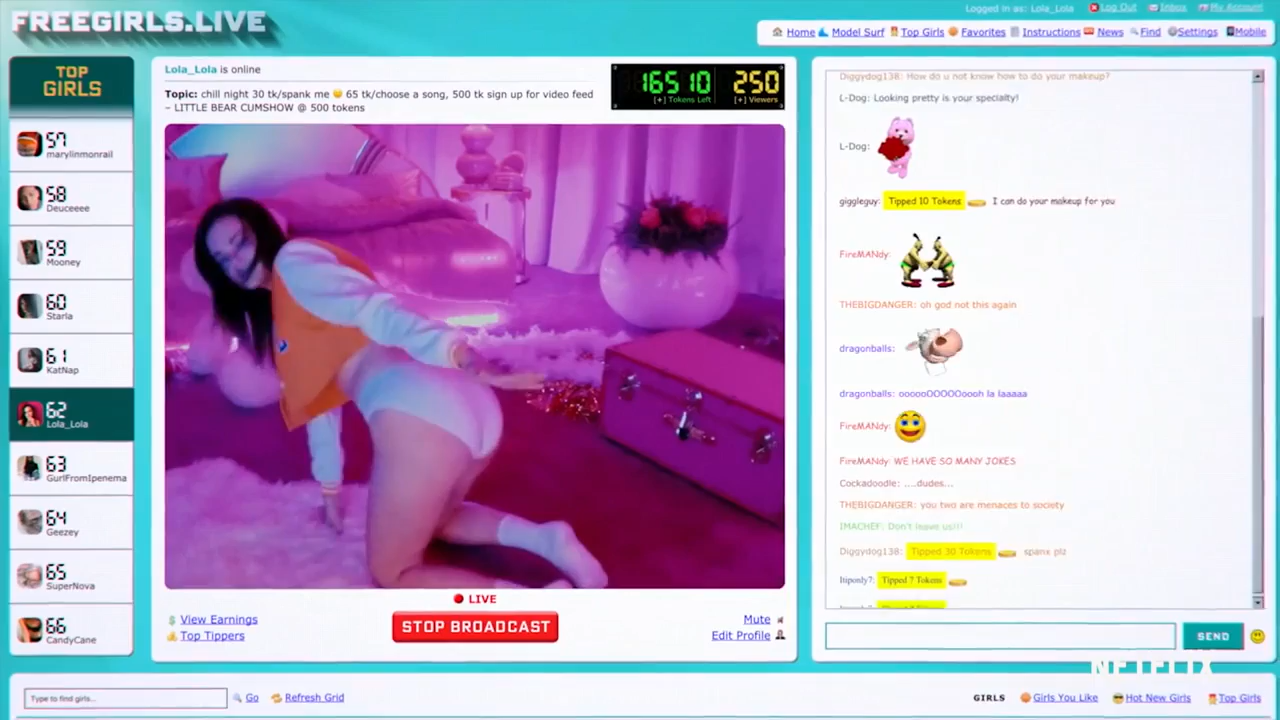 FREEGIRLS.LIVE
Logged in as: Lola_Lola Log Out Inbox My Account
Home Model Surf Top Girls Favorites Instructions News Find Settings Mobile
TOP
GIRLS
57
marylinmonrail
58
Deuceeee
59
Mooney
60
Starla
61
KatNap
62
Lola_Lola
63
GurlFromIpenema
64
Geezey
65
SuperNova
66
CandyCane
Lola_Lola is online
Topic: chill night 30 tk/spank me 65 tk/choose a song, 500 tk sign up for video feed
– LITTLE BEAR CUMSHOW @ 500 tokens
16510 250
[+] Tokens Left [+] Viewers
LIVE
View Earnings
Top Tippers
STOP BROADCAST
Mute
Edit Profile
Diggydog138: How do u not know how to do your makeup?
L-Dog: Looking pretty is your specialty!
L-Dog:
giggleguy: Tipped 10 Tokens I can do your makeup for you
FireMANdy:
THEBIGDANGER: oh god not this again
dragonballs:
dragonballs: oooooDOOOOoooh la laaaaa
FireMANdy:
FireMANdy: WE HAVE SO MANY JOKES
Cockadoodle: ....dudes...
THEBIGDANGER: you two are menaces to society
IMACHEF: Don't leave us!!!
Diggydog138: Tipped 30 Tokens spank plz
Itiponly7: Tipped 7 Tokens
SEND
NETFLIX
Type to find girls... Go Refresh Grid
GIRLS Girls You Like Hot New Girls Top Girls